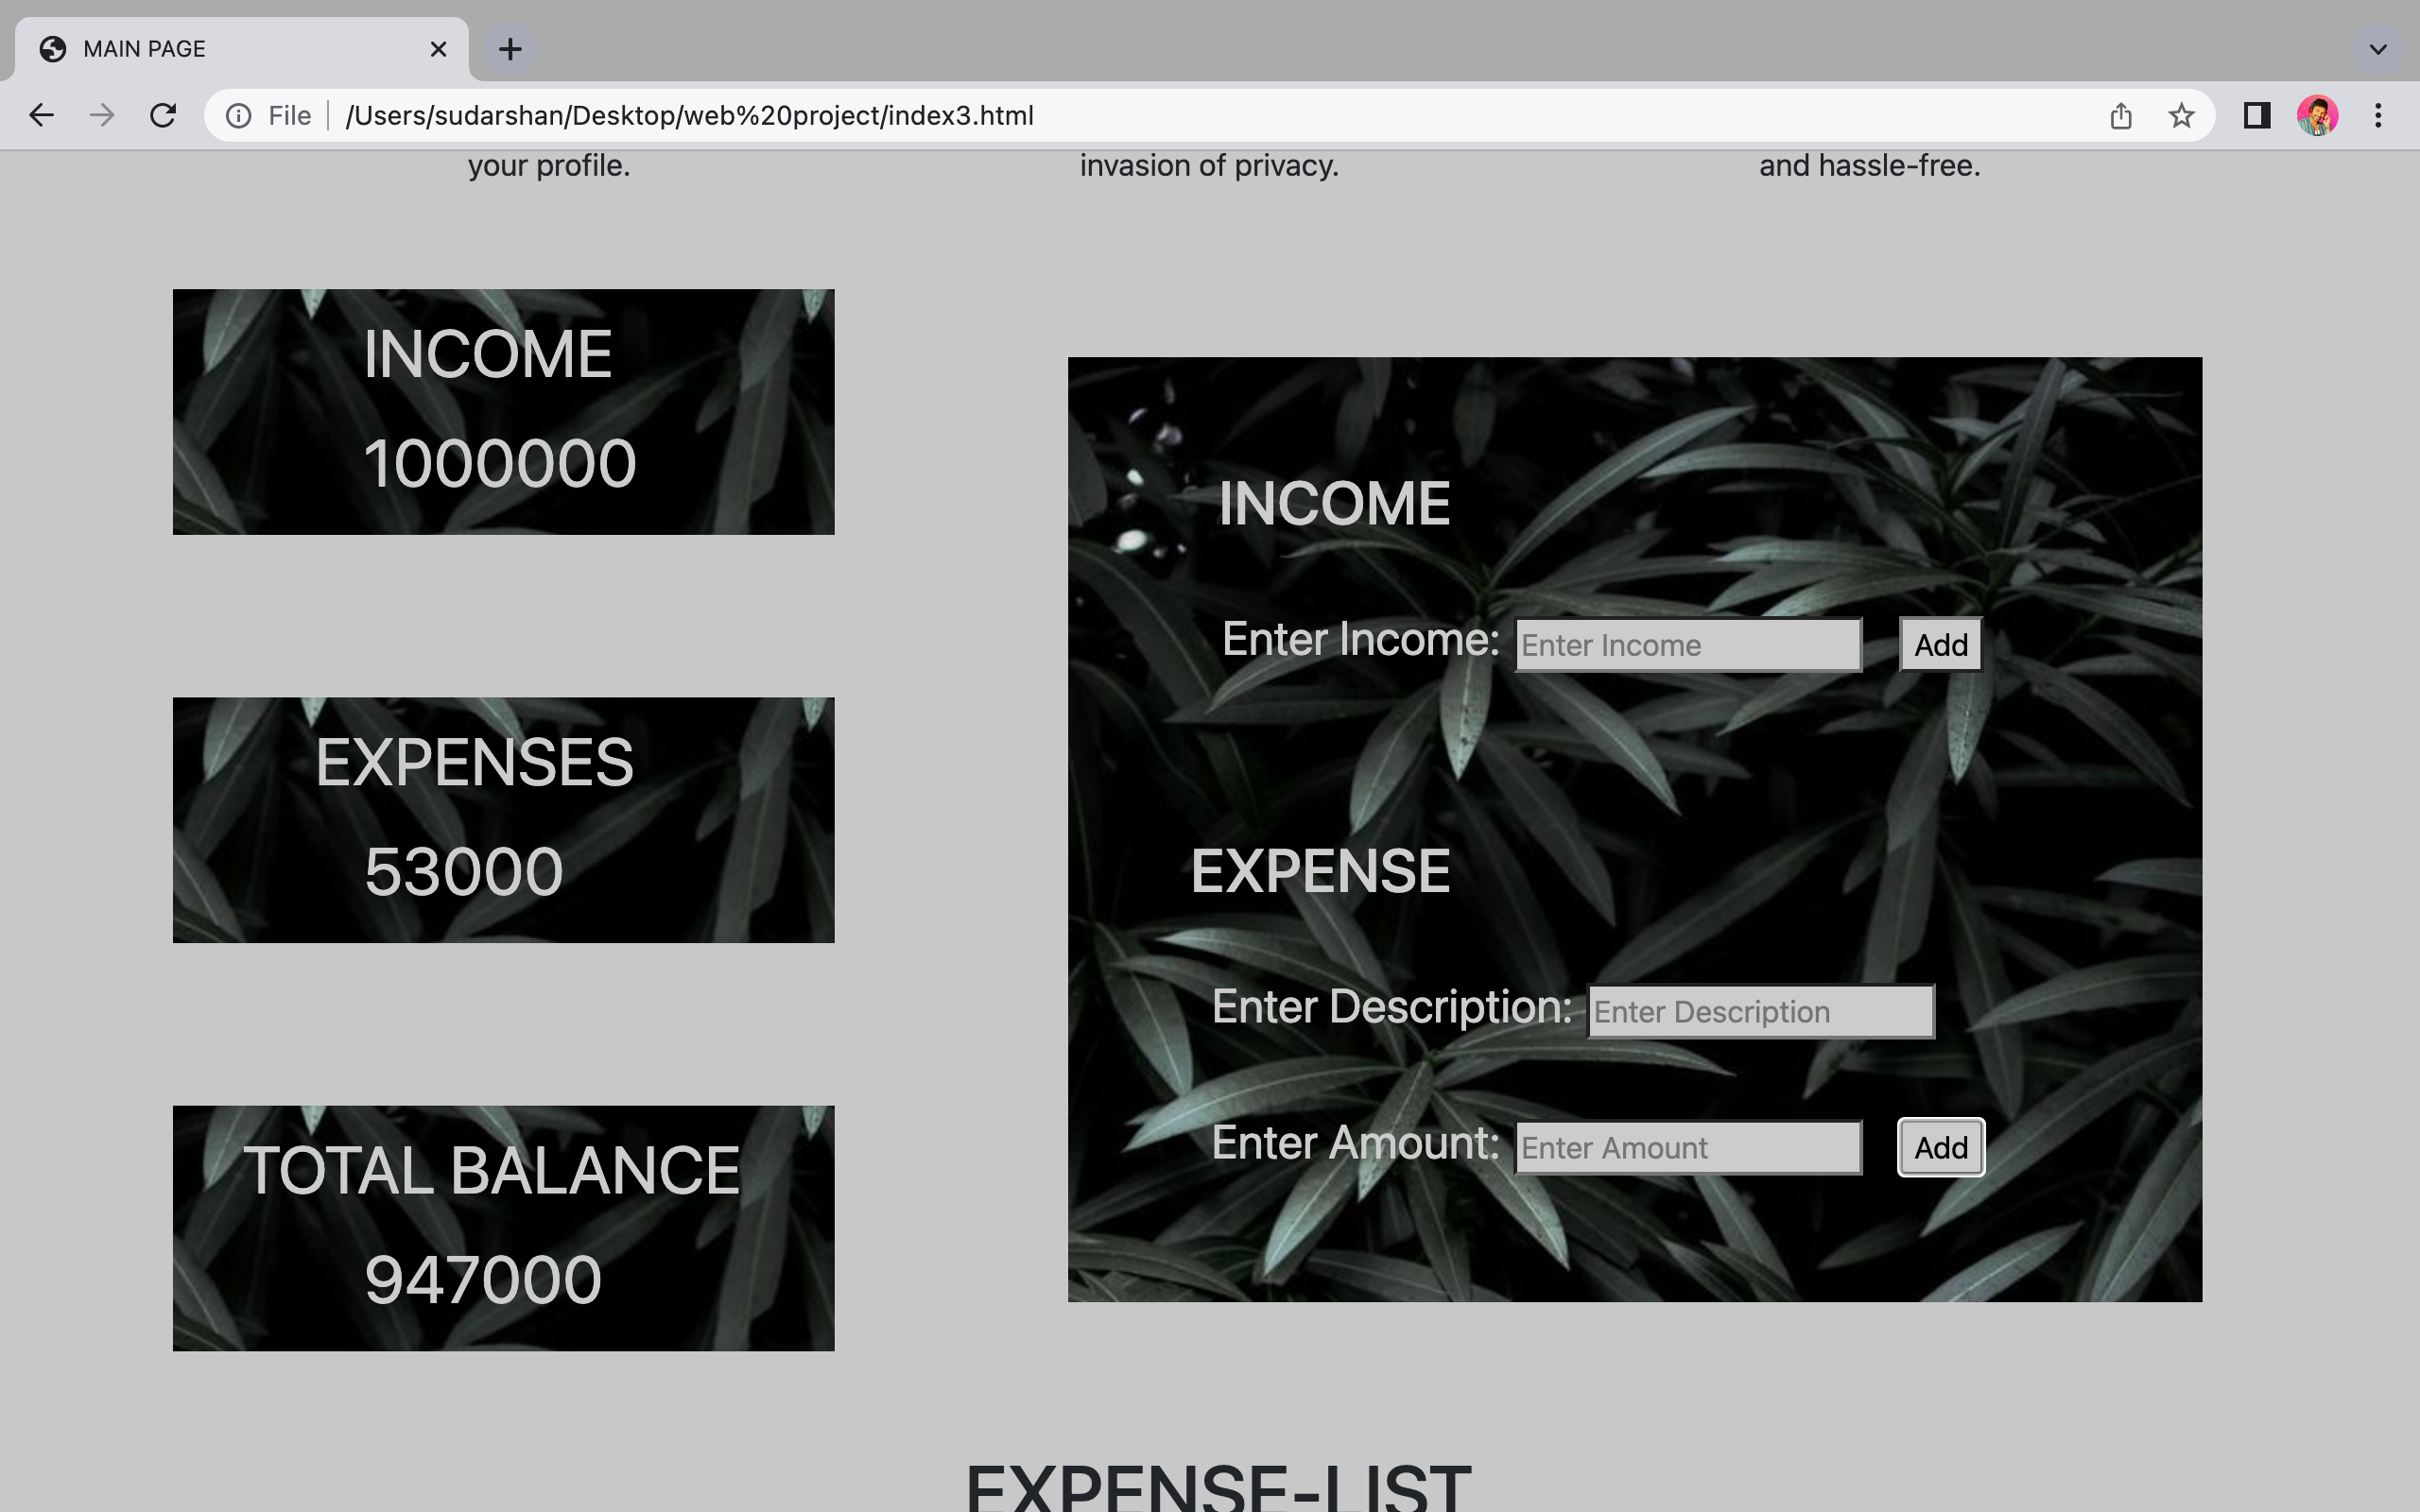 MAIN PAGE
File
/Users/sudarshan/Desktop/web%20project/index3.html
your profile.
invasion of privacy.
and hassle-free.
INCOME
1000000
EXPENSES
53000
TOTAL BALANCE
947000
INCOME
Enter Income: Enter Income Add
EXPENSE
Enter Description: Enter Description
Enter Amount: Enter Amount Add
EXPENSE-LIST